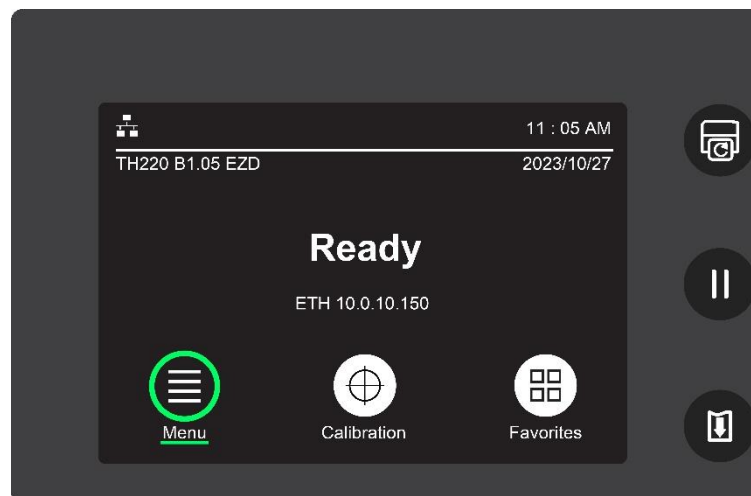 11 : 05 AM
TH220 B1.05 EZD
2023/10/27
Ready
ETH 10.0.10.150
Menu
Calibration
Favorites